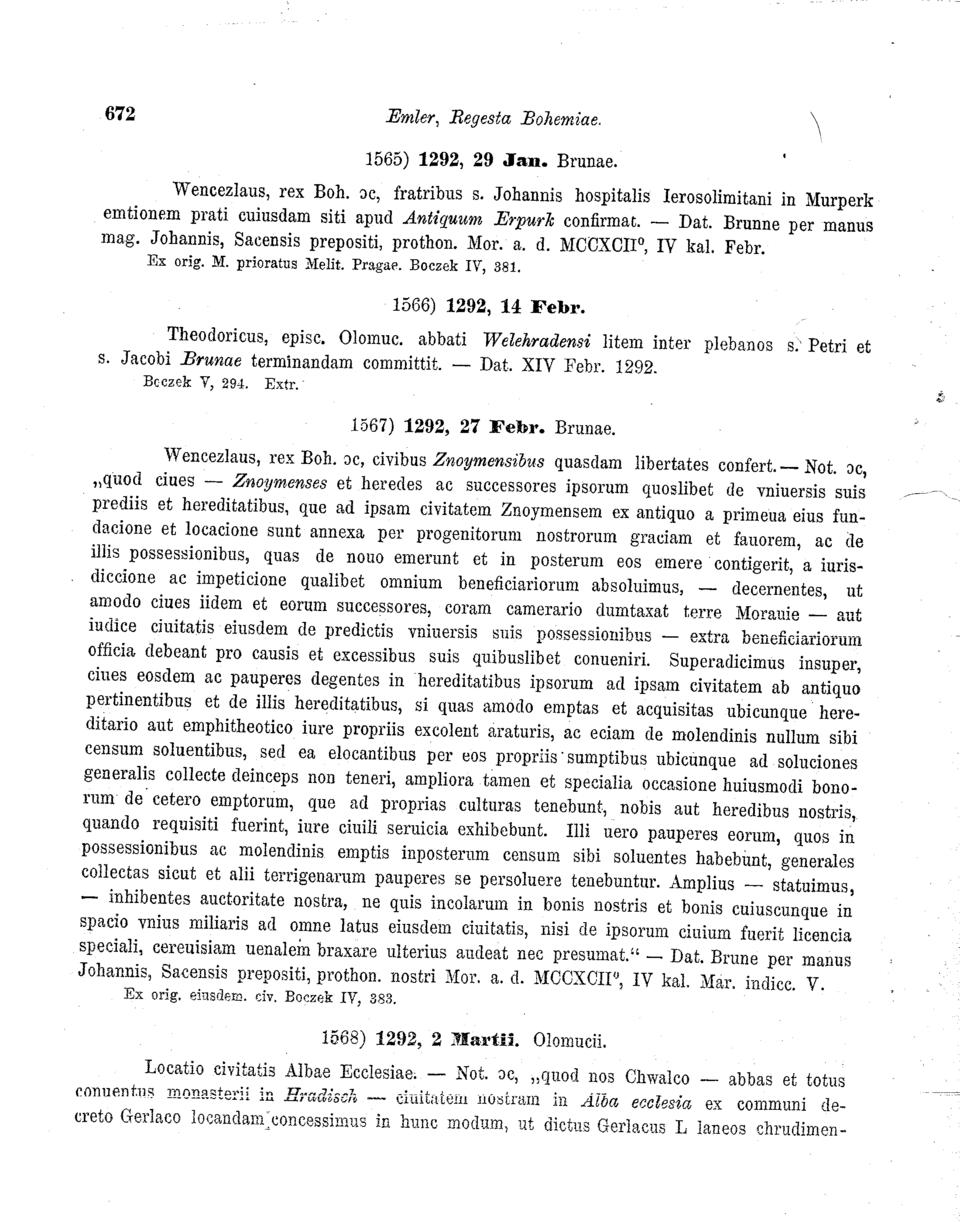 672
Emler, Regesta Bohemiae.
1565) 1292, 29 Jan. Brunae.
Wencezlaus, rex Boh. ɔc, fratribus s. Johannis hospitalis Ierosolimitani in Murperk
emtionem prati cuiusdam siti apud Antiquum Erpurk confirmat. — Dat. Brunne per manus
mag. Johannis, Sacensis prepositi, prothon. Mor. a. d. MCCXCII⁰, IV kal. Febr.
Ex orig. M. prioratus Melit. Pragae. Boczek IV, 381.
1566) 1292, 14 Febr.
Theodoricus, episc. Olomuc. abbati Welehradensi litem inter plebanos s. Petri et
s. Jacobi Brunae terminandam committit. — Dat. XIV Febr. 1292.
Boczek V, 294. Extr.
1567) 1292, 27 Febr. Brunae.
Wencezlaus, rex Boh. ɔc, civibus Znoymensibus quasdam libertates confert. — Not. ɔc,
„quod ciues — Znoymenses et heredes ac successores ipsorum quoslibet de vniuersis suis
prediis et hereditatibus, que ad ipsam civitatem Znoymensem ex antiquo a primeua eius fun-
dacione et locacione sunt annexa per progenitorum nostrorum graciam et fauorem, ac de
illis possessionibus, quas de nouo emerunt et in posterum eos emere contigerit, a iuris-
diccione ac impeticione qualibet omnium beneficiariorum absoluimus, — decernentes, ut
amodo ciues iidem et eorum successores, coram camerario dumtaxat terre Morauie — aut
iudice ciuitatis eiusdem de predictis vniuersis suis possessionibus — extra beneficiariorum
officia debeant pro causis et excessibus suis quibuslibet conueniri. Superadicimus insuper,
ciues eosdem ac pauperes degentes in hereditatibus ipsorum ad ipsam civitatem ab antiquo
pertinentibus et de illis hereditatibus, si quas amodo emptas et acquisitas ubicunque here-
ditario aut emphitheotico iure propriis excolent araturis, ac eciam de molendinis nullum sibi
censum soluentibus, sed ea elocantibus per eos propriis sumptibus ubicunque ad soluciones
generalis collecte deinceps non teneri, ampliora tamen et specialia occasione huiusmodi bono-
rum de cetero emptorum, que ad proprias culturas tenebunt, nobis aut heredibus nostris,
quando requisiti fuerint, iure ciuili seruicia exhibebunt. Illi uero pauperes eorum, quos in
possessionibus ac molendinis emptis inposterum censum sibi soluentes habebunt, generales
collectas sicut et alii terrigenarum pauperes se persoluere tenebuntur. Amplius — statuimus,
— inhibentes auctoritate nostra, ne quis incolarum in bonis nostris et bonis cuiuscunque in
spacio vnius miliaris ad omne latus eiusdem ciuitatis, nisi de ipsorum ciuium fuerit licencia
speciali, cereuisiam uenalem braxare ulterius audeat nec presumat.“ — Dat. Brune per manus
Johannis, Sacensis prepositi, prothon. nostri Mor. a. d. MCCXCII⁰, IV kal. Mar. indicc. V.
Ex orig. eiusdem. civ. Boczek IV, 383.
1568) 1292, 2 Martii. Olomucii.
Locatio civitatis Albae Ecclesiae. — Not. ɔc, „quod nos Chwalco — abbas et totus
conuentus monasterii in Hradisch — ciuitatem nostram in Alba ecclesia ex communi de-
creto Gerlaco locandam concessimus in hunc modum, ut dictus Gerlacus L laneos chrudimen-